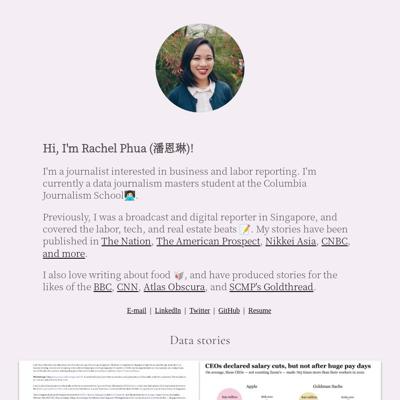 Hi, I'm Rachel Phua (潘恩琳)!
I'm a journalist interested in business and labor reporting. I'm
currently a data journalism masters student at the Columbia
Journalism School👩🏻‍💻.
Previously, I was a broadcast and digital reporter in Singapore, and
covered the labor, tech, and real estate beats 📝. My stories have been
published in The Nation, The American Prospect, Nikkei Asia, CNBC,
and more.
I also love writing about food 🥡, and have produced stories for the
likes of the BBC, CNN, Atlas Obscura, and SCMP's Goldthread.
E-mail | LinkedIn | Twitter | GitHub | Resume
Data stories
CEOs declared salary cuts, but not after huge pay days
Apple Goldman Sachs